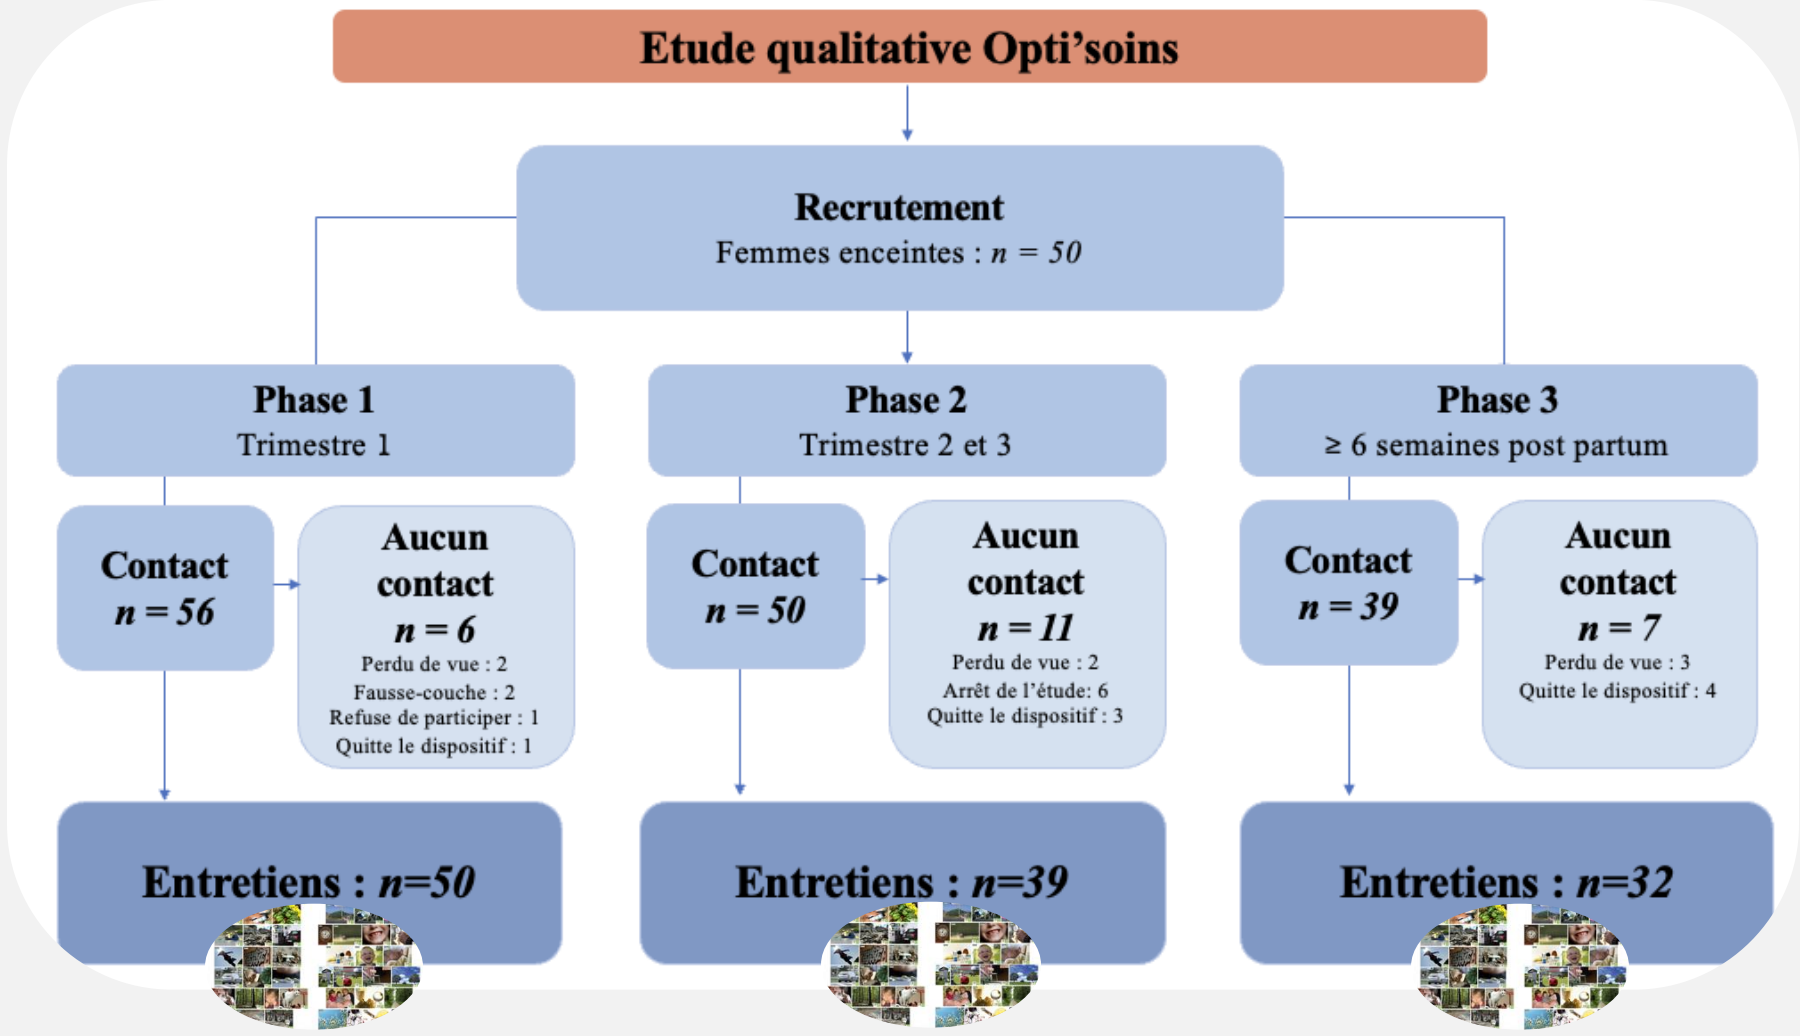 Etude qualitative Opti’soins
Recrutement
Femmes enceintes : n = 50
Phase 1
Trimestre 1
Contact
n = 56
Aucun
contact
n = 6
Perdu de vue : 2
Fausse-couche : 2
Refuse de participer : 1
Quitte le dispositif : 1
Entretiens : n=50
Phase 2
Trimestre 2 et 3
Contact
n = 50
Aucun
contact
n = 11
Perdu de vue : 2
Arrêt de l’étude: 6
Quitte le dispositif : 3
Entretiens : n=39
Phase 3
≥ 6 semaines post partum
Contact
n = 39
Aucun
contact
n = 7
Perdu de vue : 3
Quitte le dispositif : 4
Entretiens : n=32